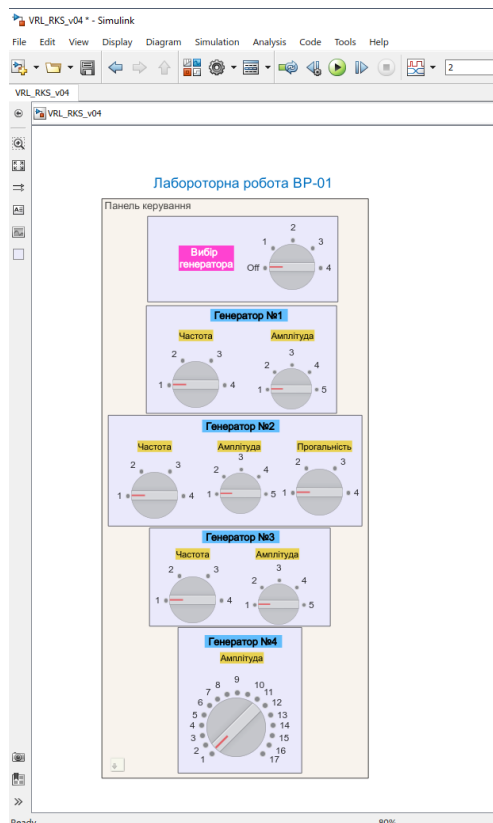 VRL_RKS_v04 * - Simulink
File Edit View Display Diagram Simulation Analysis Code Tools Help
2
VRL_RKS_v04
VRL_RKS_v04
Лабороторна робота ВР-01
Панель керування
Вибір
генератора
Off 1 2 3 4
Генератор №1
Частота Амплітуда
1 2 3 4 1 2 3 4 5
Генератор №2
Частота Амплітуда Прогальність
1 2 3 4 1 2 3 4 5 1 2 3 4
Генератор №3
Частота Амплітуда
1 2 3 4 1 2 3 4 5
Генератор №4
Амплітуда
1 2 3 4 5 6 7 8 9 10 11 12 13 14 15 16 17
Ready 80%